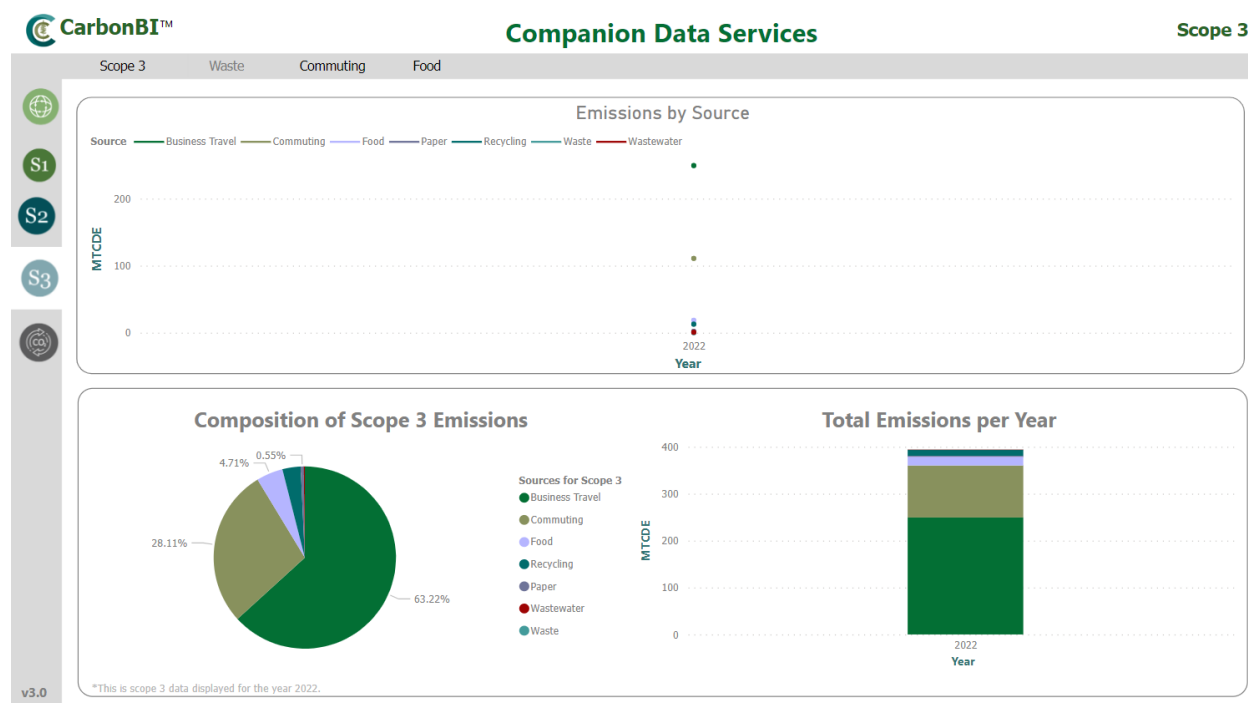 CarbonBI™
Companion Data Services
Scope 3
Scope 3 Waste Commuting Food
S1
S2
S3
CO₂
Emissions by Source
Source Business Travel Commuting Food Paper Recycling Waste Wastewater
MTCDE
200
100
0
2022
Year
Composition of Scope 3 Emissions
0.55%
4.71%
28.11%
63.22%
Sources for Scope 3
Business Travel
Commuting
Food
Recycling
Paper
Wastewater
Waste
*This is scope 3 data displayed for the year 2022.
Total Emissions per Year
MTCDE
400
300
200
100
0
2022
Year
v3.0